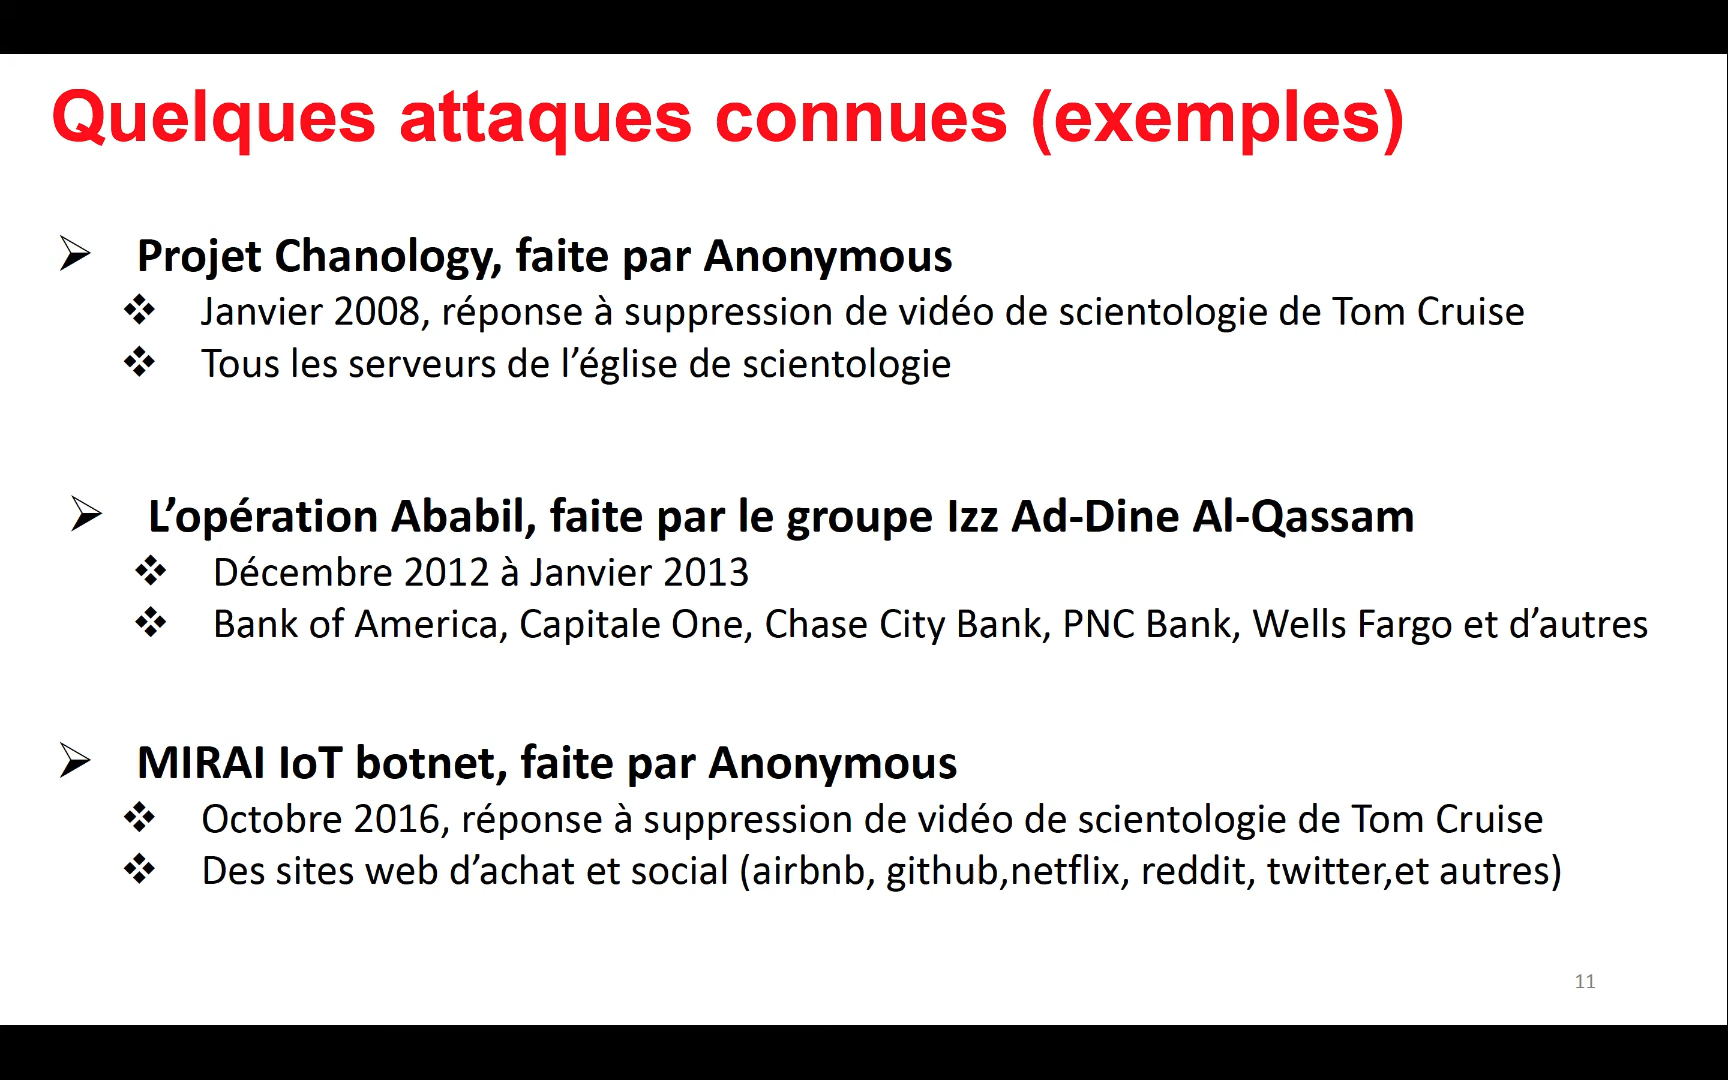 Quelques attaques connues (exemples)
Projet Chanology, faite par Anonymous
Janvier 2008, réponse à suppression de vidéo de scientologie de Tom Cruise
Tous les serveurs de l’église de scientologie
L’opération Ababil, faite par le groupe Izz Ad-Dine Al-Qassam
Décembre 2012 à Janvier 2013
Bank of America, Capitale One, Chase City Bank, PNC Bank, Wells Fargo et d’autres
MIRAI IoT botnet, faite par Anonymous
Octobre 2016, réponse à suppression de vidéo de scientologie de Tom Cruise
Des sites web d’achat et social (airbnb, github,netflix, reddit, twitter,et autres)
11